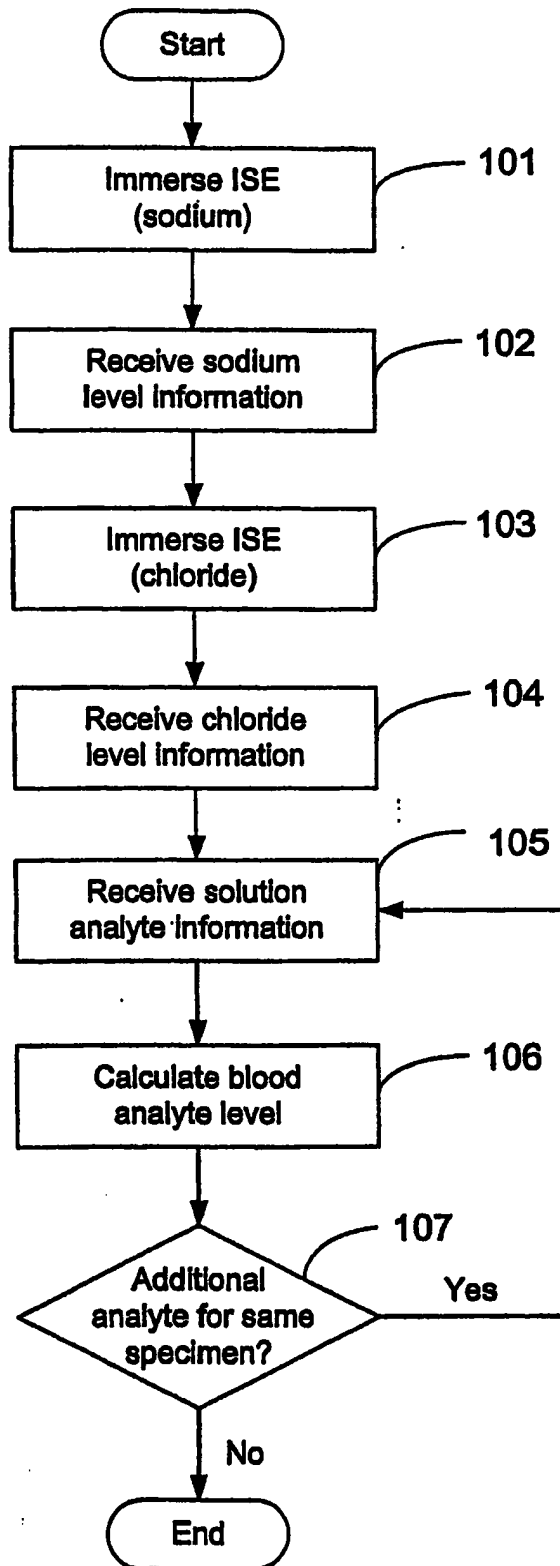 Start
Immerse ISE
(sodium)
101
Receive sodium
level information
102
Immerse ISE
(chloride)
103
Receive chloride
level information
104
Receive solution
analyte information
105
Calculate blood
analyte level
106
Additional
analyte for same
specimen?
107
Yes
No
End